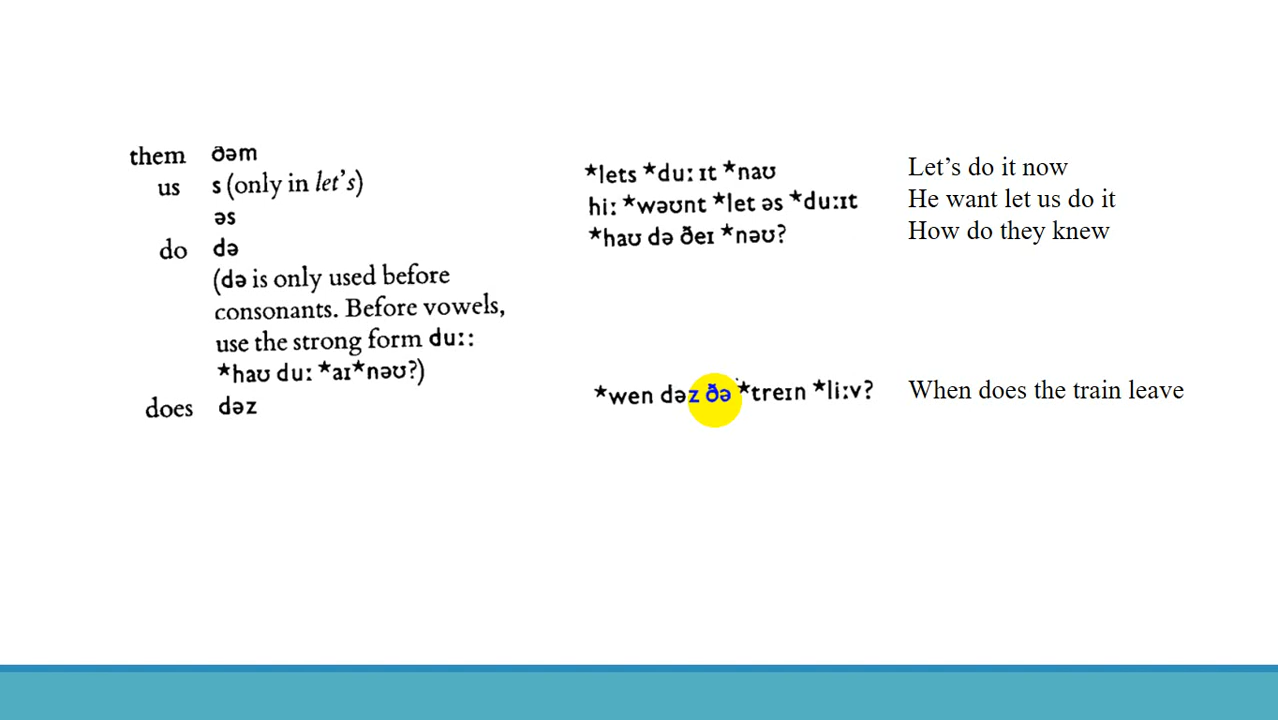 them ðəm
us s (only in let's)
əs
do də
(də is only used before
consonants. Before vowels,
use the strong form duː:
*haʊ duː *aɪ*nəʊ?)
does dəz
*lets *duː ɪt *naʊ
hiː *wəʊnt *let əs *duːɪt
*haʊ də ðeɪ *nəʊ?
*wen dəz ðə *treɪn *liːv?
Let's do it now
He want let us do it
How do they knew
When does the train leave